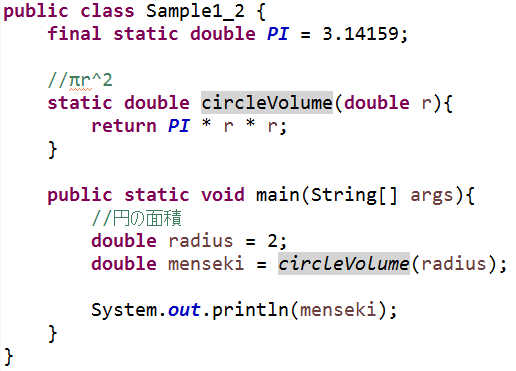 public class Sample1_2 {
    final static double PI = 3.14159;

    //πr^2
    static double circleVolume(double r){
        return PI * r * r;
    }

    public static void main(String[] args){
        //円の面積
        double radius = 2;
        double menseki = circleVolume(radius);

        System.out.println(menseki);
    }
}